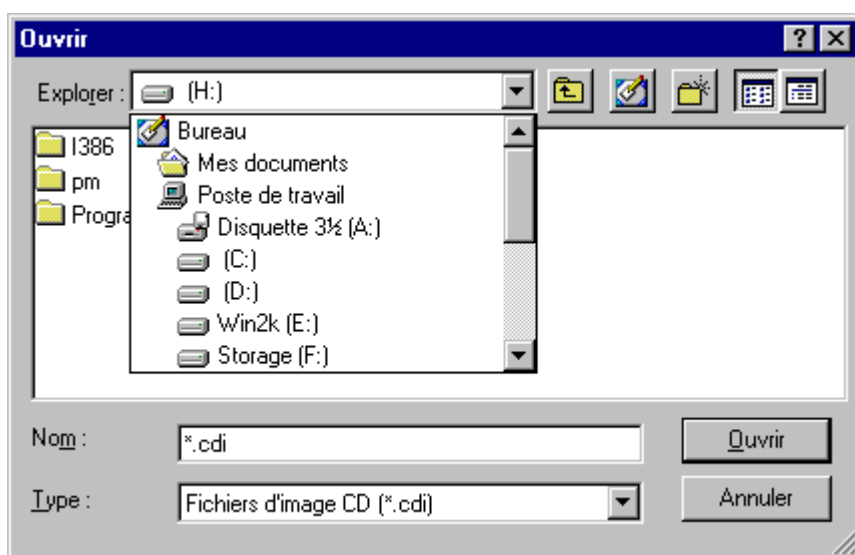 Ouvrir
Explorer : (H:)
Bureau
Mes documents
Poste de travail
Disquette 3½ (A:)
(C:)
(D:)
Win2k (E:)
Storage (F:)
I386
pm
Progra
Nom : *.cdi
Ouvrir
Type : Fichiers d'image CD (*.cdi)
Annuler